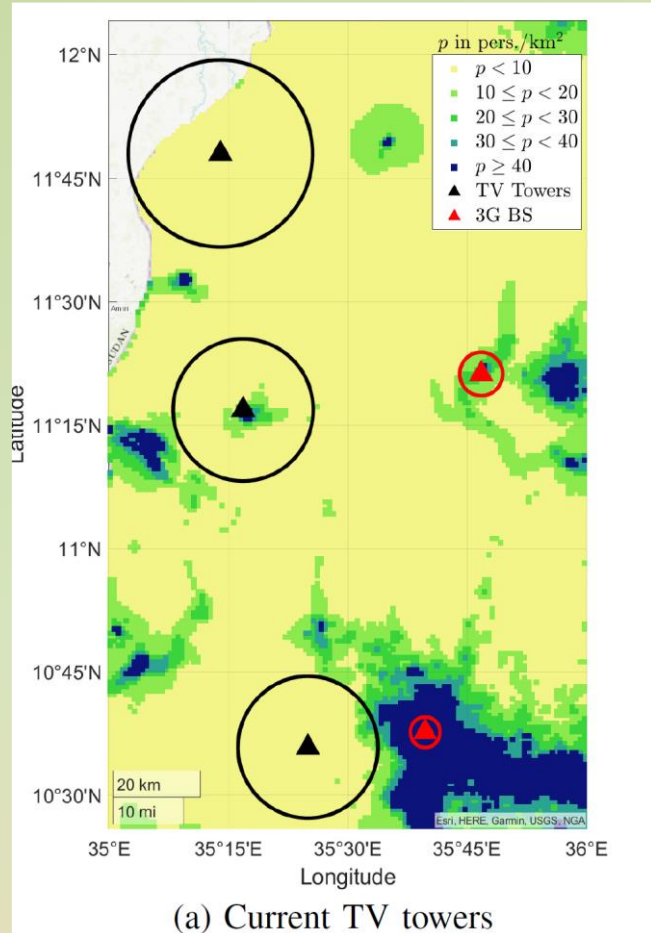 12°N
11°45'N
11°30'N
11°15'N
11°N
10°45'N
10°30'N
Latitude
p in pers./km²
p < 10
10 ≤ p < 20
20 ≤ p < 30
30 ≤ p < 40
p ≥ 40
TV Towers
3G BS
UDAN
20 km
10 mi
Esri, HERE, Garmin, USGS, NGA
35°E
35°15'E
35°30'E
35°45'E
36°E
Longitude
(a) Current TV towers